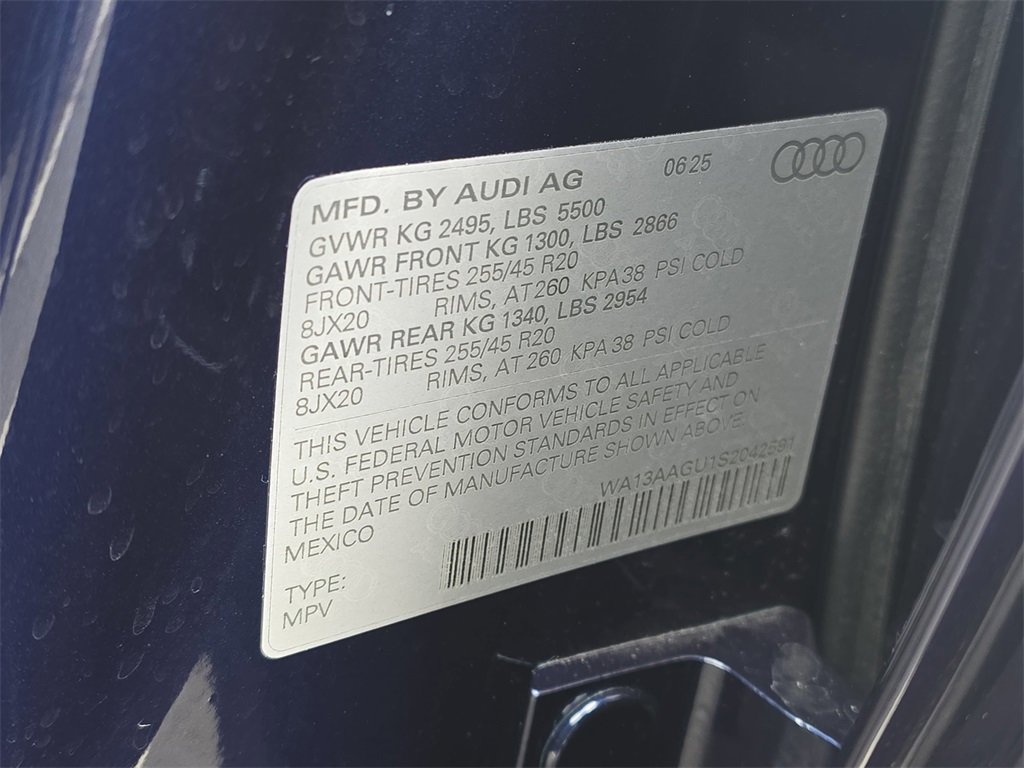 MFD. BY AUDI AG 06 25
GVWR KG 2495, LBS 5500
GAWR FRONT KG 1300, LBS 2866
FRONT-TIRES 255/45 R20
8JX20 RIMS, AT 260 KPA 38 PSI COLD
GAWR REAR KG 1340, LBS 2954
REAR-TIRES 255/45 R20
8JX20 RIMS, AT 260 KPA 38 PSI COLD
THIS VEHICLE CONFORMS TO ALL APPLICABLE
U.S. FEDERAL MOTOR VEHICLE SAFETY AND
THEFT PREVENTION STANDARDS IN EFFECT ON
THE DATE OF MANUFACTURE SHOWN ABOVE.
MEXICO WA13AAGU1S2042591
TYPE:
MPV